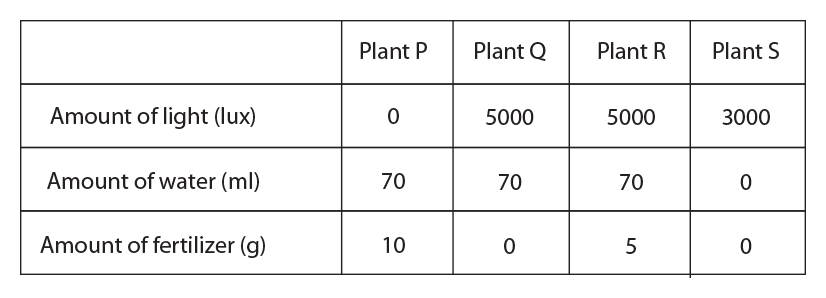 Plant P Plant Q Plant R Plant S
Amount of light (lux) 0 5000 5000 3000
Amount of water (ml) 70 70 70 0
Amount of fertilizer (g) 10 0 5 0